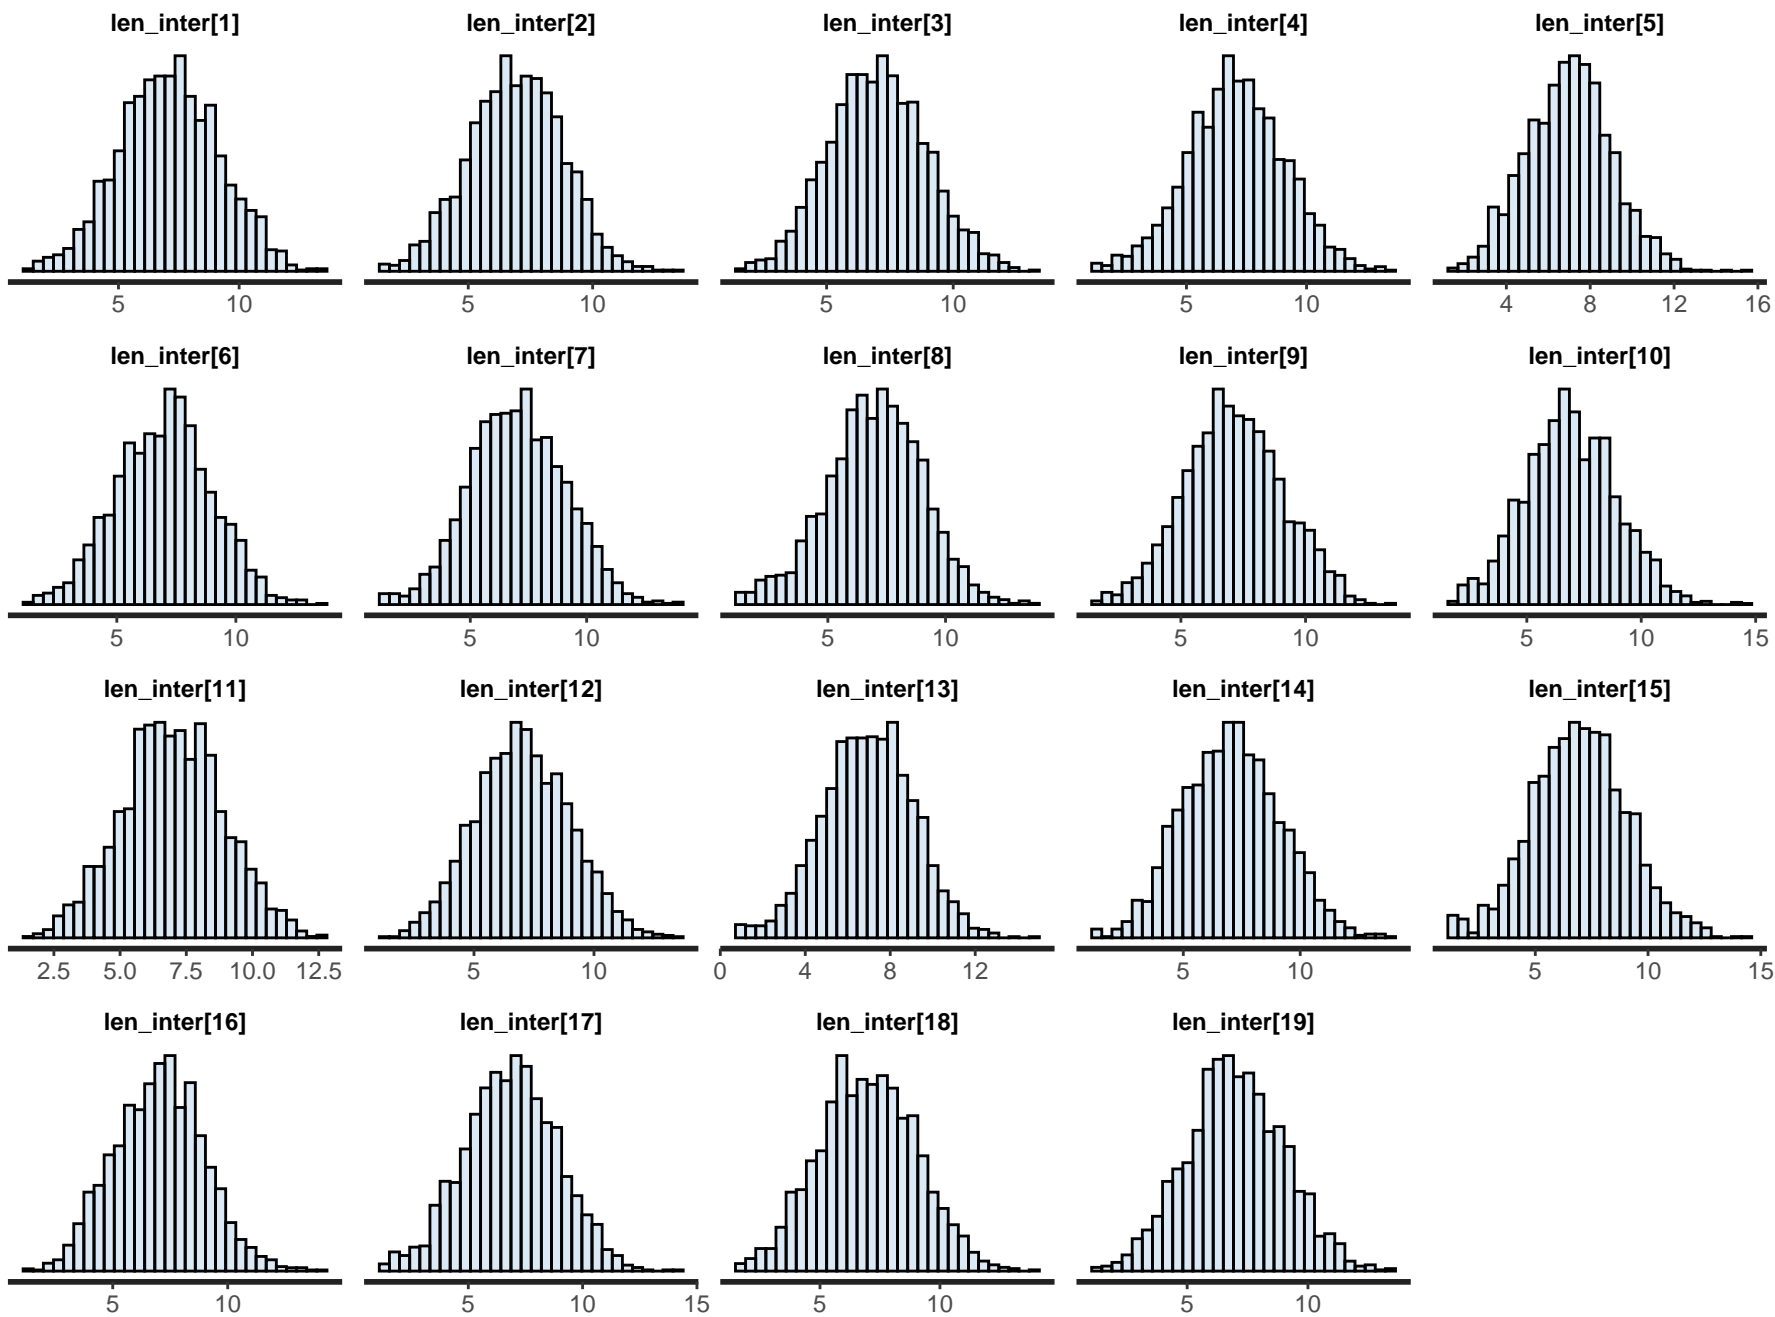 len_inter[1] len_inter[2] len_inter[3] len_inter[4] len_inter[5]
5 10 5 10 5 10 5 10 4 8 12 16
len_inter[6] len_inter[7] len_inter[8] len_inter[9] len_inter[10]
5 10 5 10 5 10 5 10 5 10 15
len_inter[11] len_inter[12] len_inter[13] len_inter[14] len_inter[15]
2.5 5.0 7.5 10.0 12.5 5 10 0 4 8 12 5 10 5 10 15
len_inter[16] len_inter[17] len_inter[18] len_inter[19]
5 10 5 10 15 5 10 5 10